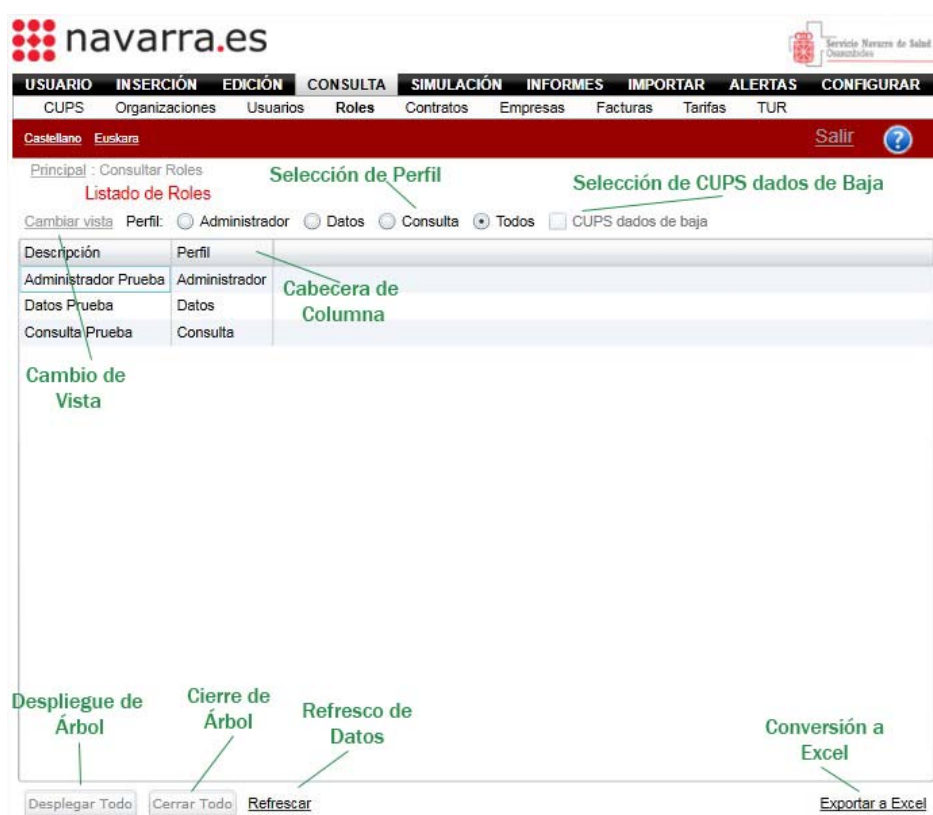 navarra.es
Servicio Navarro de Salud
Osasunbidea
USUARIO INSERCIÓN EDICIÓN CONSULTA SIMULACIÓN INFORMES IMPORTAR ALERTAS CONFIGURAR
CUPS Organizaciones Usuarios Roles Contratos Empresas Facturas Tarifas TUR
Castellano Euskara Salir ?
Principal : Consultar Roles
Selección de Perfil
Selección de CUPS dados de Baja
Listado de Roles
Cambiar vista Perfil: Administrador Datos Consulta Todos CUPS dados de baja
Descripción Perfil
Administrador Prueba Administrador
Datos Prueba Datos
Consulta Prueba Consulta
Cabecera de
Columna
Cambio de
Vista
Despliegue de
Árbol
Cierre de
Árbol
Refresco de
Datos
Conversión a
Excel
Desplegar Todo Cerrar Todo Refrescar Exportar a Excel